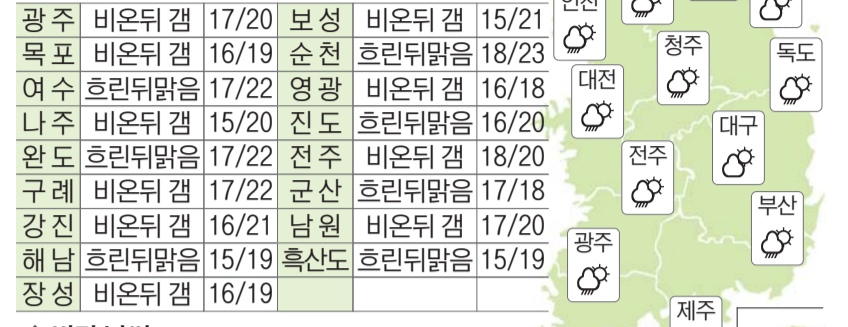 광주 비온뒤 갬 17/20 보성 비온뒤 갬 15/21
목포 비온뒤 갬 16/19 순천 흐린뒤맑음 18/23
여수 흐린뒤맑음 17/22 영광 비온뒤 갬 16/18
나주 비온뒤 갬 15/20 진도 흐린뒤맑음 16/20
완도 흐린뒤맑음 17/22 전주 비온뒤 갬 18/20
구례 비온뒤 갬 17/22 군산 흐린뒤맑음 17/18
강진 비온뒤 갬 16/21 남원 비온뒤 갬 17/20
해남 흐린뒤맑음 15/19 흑산도 흐린뒤맑음 15/19
장성 비온뒤 갬 16/19
청주
독도
대전
대구
전주
부산
광주
제주